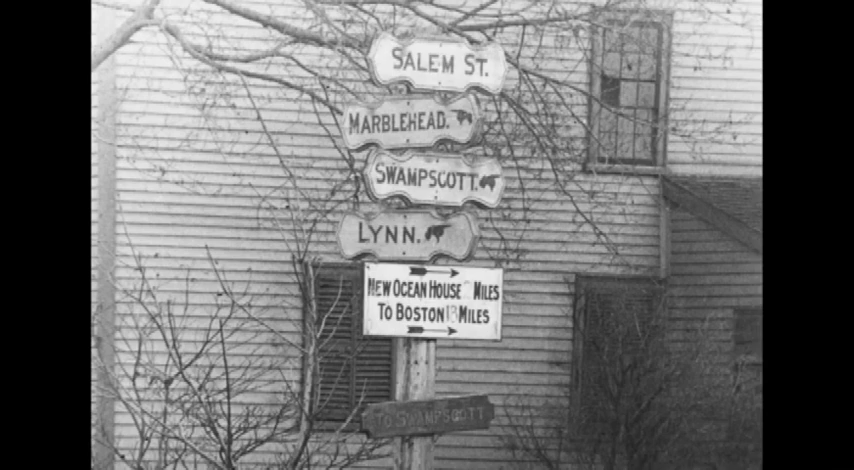 SALEM ST.
MARBLEHEAD.
SWAMPSCOTT.
LYNN.
NEW OCEAN HOUSE MILES
TO BOSTON 13 MILES
TO SWAMPSCOTT